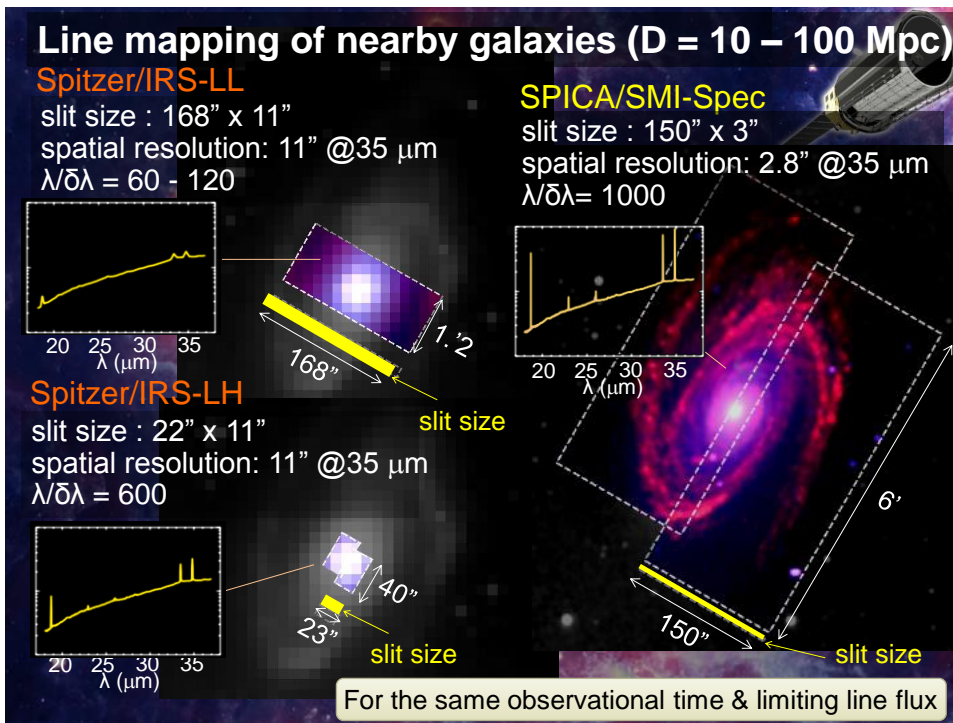 Line mapping of nearby galaxies (D = 10 – 100 Mpc)
Spitzer/IRS-LL
slit size : 168” x 11”
spatial resolution: 11” @35 μm
λ/δλ = 60 - 120
20 25 30 35
λ (μm)
168”
1.’2
slit size
Spitzer/IRS-LH
slit size : 22” x 11”
spatial resolution: 11” @35 μm
λ/δλ = 600
20 25 30 35
λ (μm)
40”
23”
slit size
SPICA/SMI-Spec
slit size : 150” x 3”
spatial resolution: 2.8” @35 μm
λ/δλ= 1000
20 25 30 35
λ (μm)
6’
150”
slit size
For the same observational time & limiting line flux